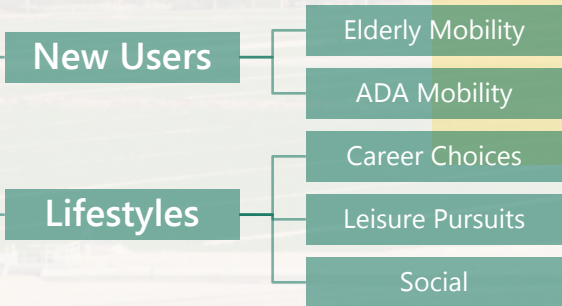 New Users
Elderly Mobility
ADA Mobility
Lifestyles
Career Choices
Leisure Pursuits
Social